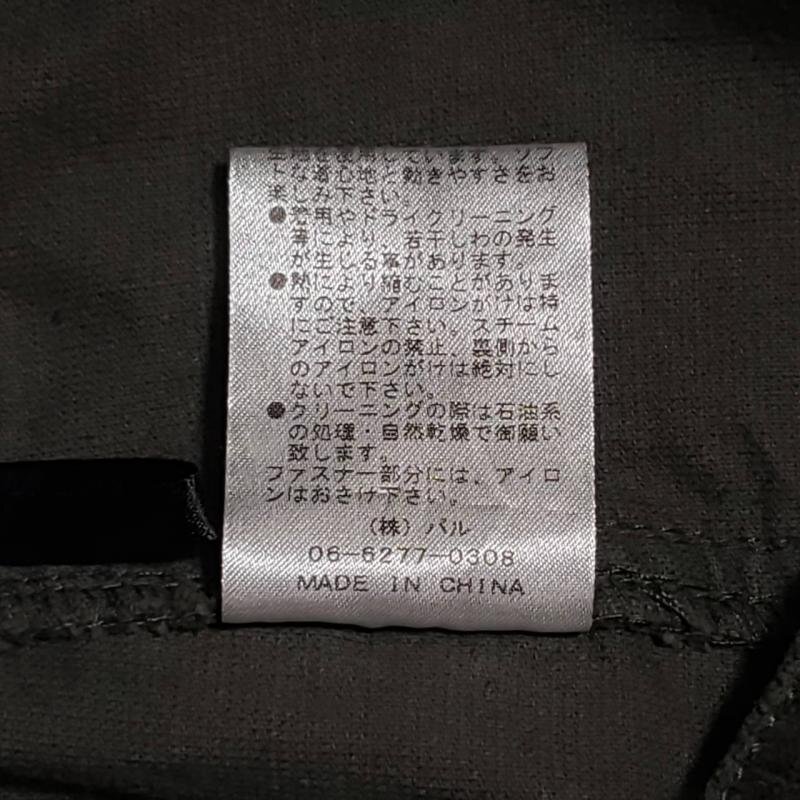 生地を使用しています。ソフ
トな着心地と動きやすさをお
楽しみ下さい。
●着用やドライクリーニング
等により、若干しわの発生
が生じる事があります。
●熱により縮むことがありま
すので、アイロンがけは特
にご注意下さい。スチーム
アイロンの禁止、裏側から
のアイロンがけは絶対にし
ないで下さい。
●クリーニングの際は石油系
の処理・自然乾燥で御願い
致します。
ファスナー部分には、アイロ
ンはおさけ下さい。
(株)パル
06-6277-0308
MADE IN CHINA